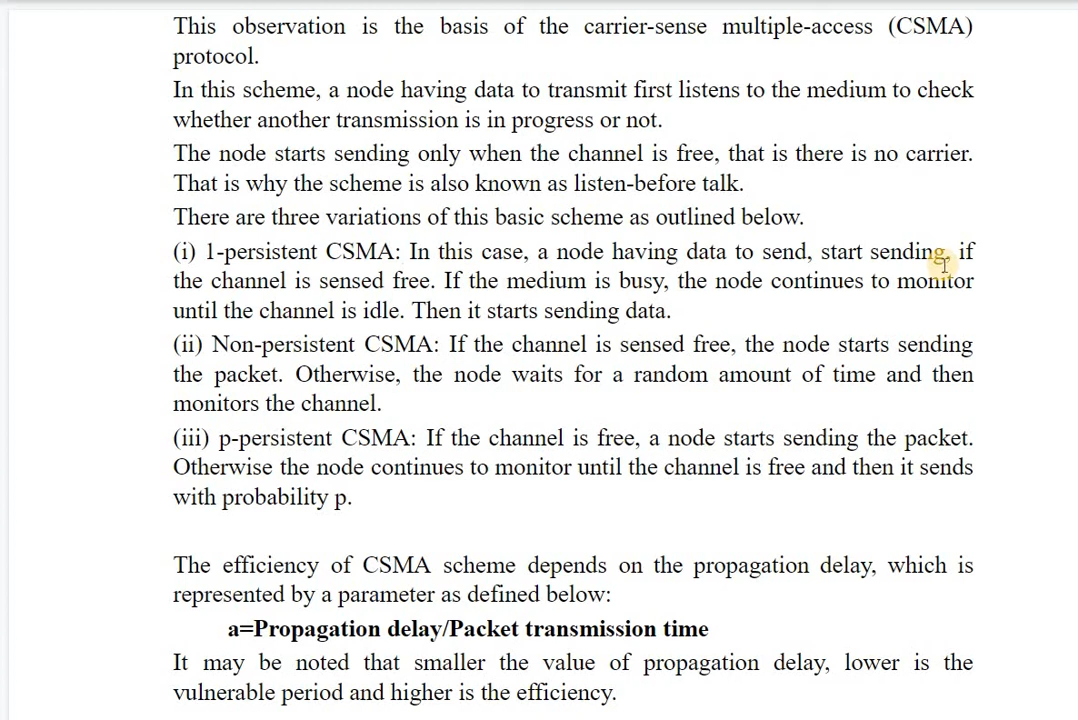 This observation is the basis of the carrier-sense multiple-access (CSMA)
protocol.
In this scheme, a node having data to transmit first listens to the medium to check
whether another transmission is in progress or not.
The node starts sending only when the channel is free, that is there is no carrier.
That is why the scheme is also known as listen-before talk.
There are three variations of this basic scheme as outlined below.
(i) 1-persistent CSMA: In this case, a node having data to send, start sending, if
the channel is sensed free. If the medium is busy, the node continues to monitor
until the channel is idle. Then it starts sending data.
(ii) Non-persistent CSMA: If the channel is sensed free, the node starts sending
the packet. Otherwise, the node waits for a random amount of time and then
monitors the channel.
(iii) p-persistent CSMA: If the channel is free, a node starts sending the packet.
Otherwise the node continues to monitor until the channel is free and then it sends
with probability p.
The efficiency of CSMA scheme depends on the propagation delay, which is
represented by a parameter as defined below:
a=Propagation delay/Packet transmission time
It may be noted that smaller the value of propagation delay, lower is the
vulnerable period and higher is the efficiency.